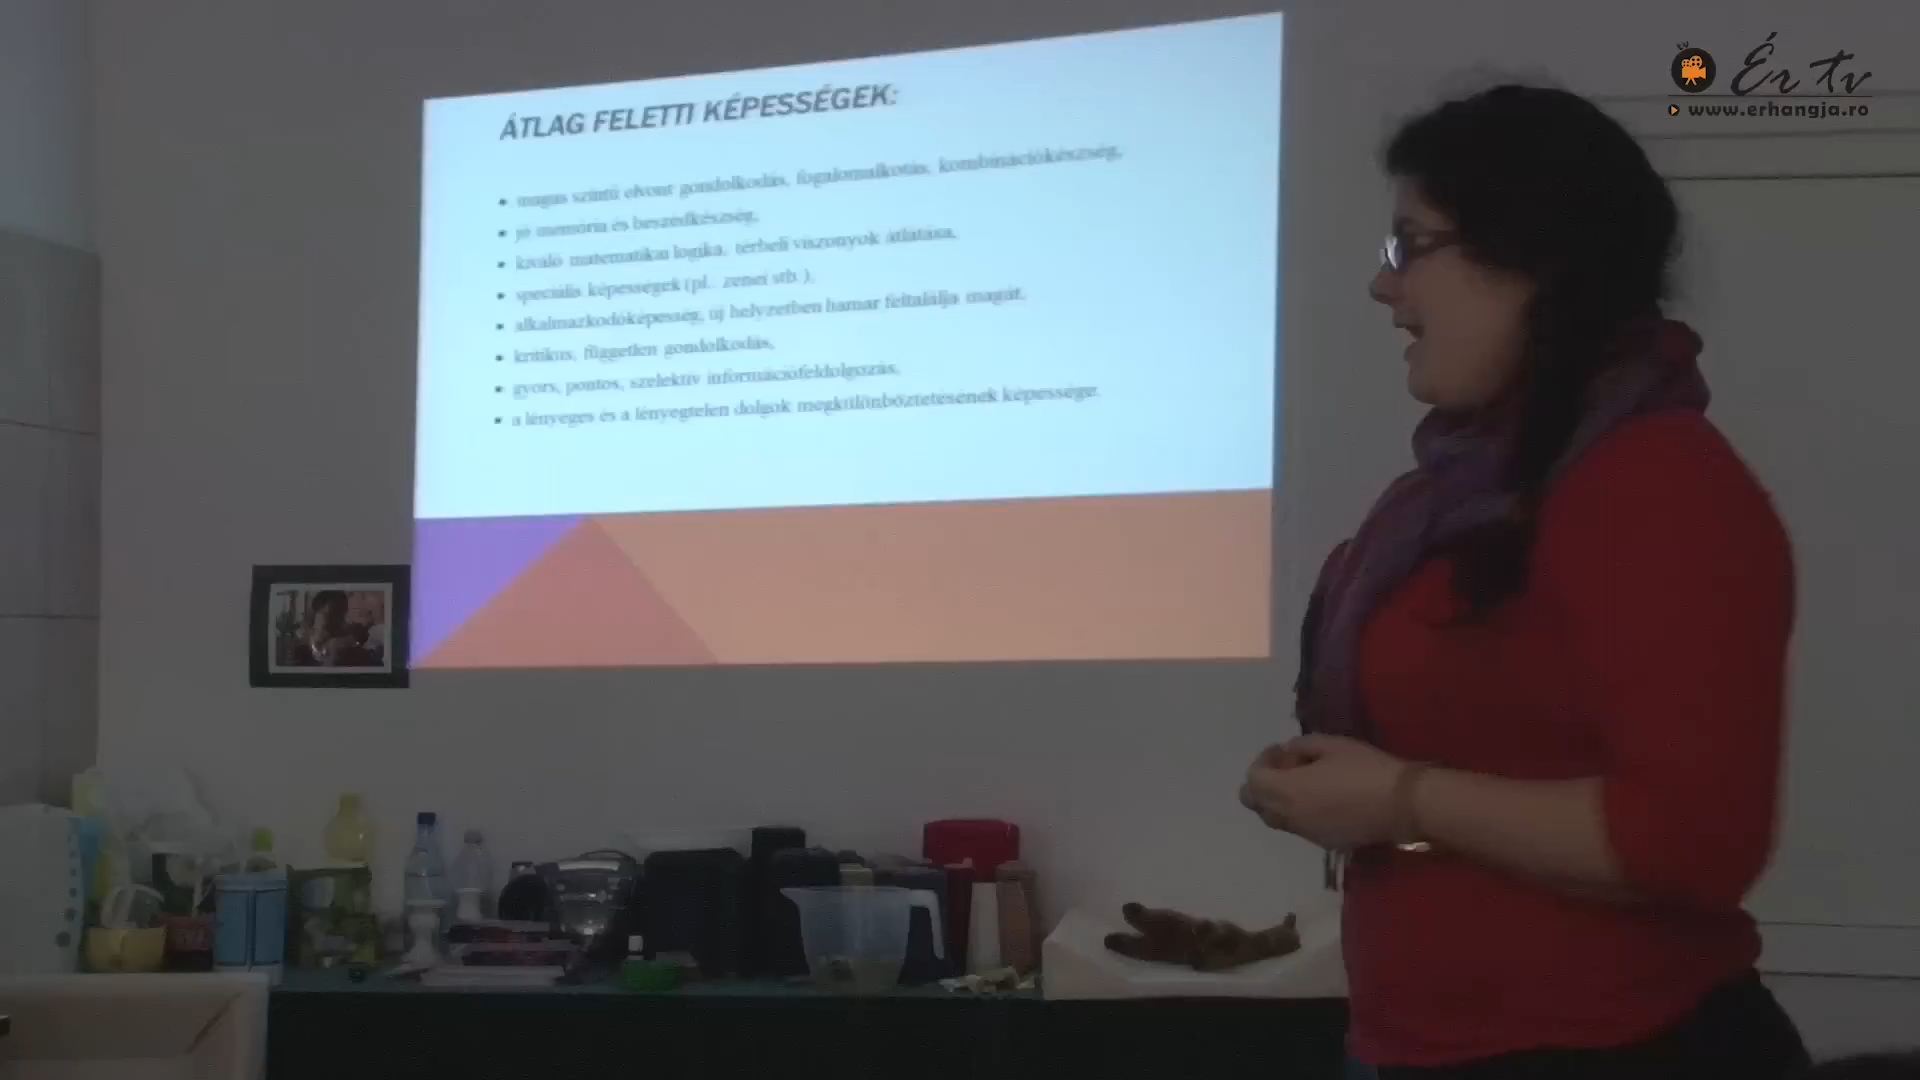 ÁTLAG FELETTI KÉPESSÉGEK:
• magas szintű elvont gondolkodás, fogalomalkotás, kombinációkészség,
• jó memória és beszédkészség,
• kiváló matematikai logika, térbeli viszonyok átlátása,
• speciális képességek (pl.: zenei stb.),
• alkalmazkodóképesség, új helyzetben hamar feltalálja magát,
• kritikus, független gondolkodás,
• gyors, pontos, szelektív információfeldolgozás,
• a lényeges és a lényegtelen dolgok megkülönböztetésének képessége.
tv Ér tv
www.erhangja.ro